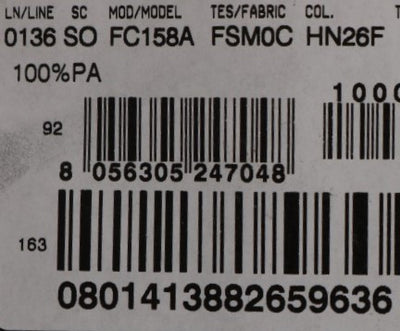 LN/LINE SC MOD/MODEL TES/FABRIC COL.
0136 SO FC158A FSM0C HN26F
100%PA
1000
92
8 056305 247048
163
0801413882659636